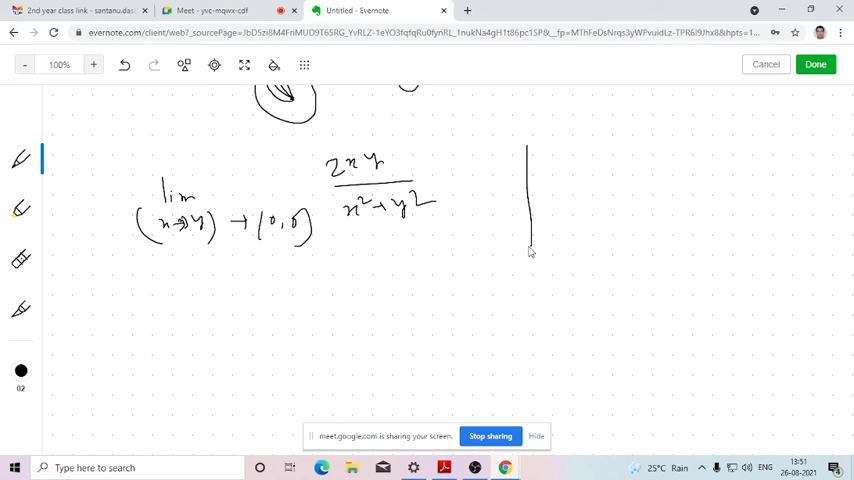 2nd year class link - santanu.das@
Meet - yvc-mqwx-cdf
Untitled - Evernote
evernote.com/client/web?_sourcePage=JbD5zi8M4FriMUD9T65RG_YvRLZ-1eYO3fqfqRu0fynRL_1nukNa4gH1t86pc1SP&__fp=MThFeDsNrqs3yWPvuidLz-TPR6I9Jhx8&hpts=1...
- 100% +
Cancel
Done
2xy
lim
x²+y²
(x→y) → (0,0)
02
meet.google.com is sharing your screen.
Stop sharing
Hide
Type here to search
25°C Rain
ENG
13:51
26-08-2021
4